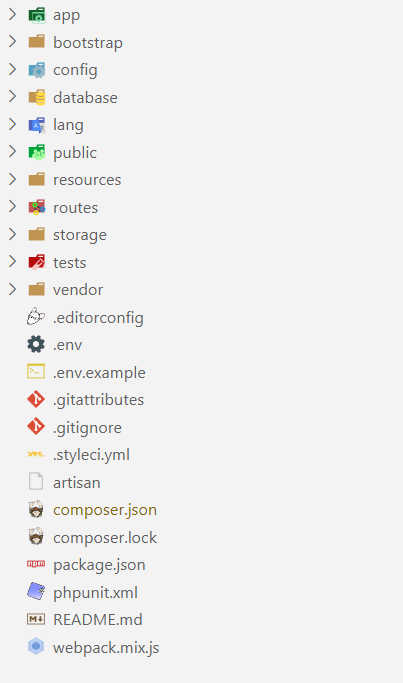 app
bootstrap
config
database
lang
public
resources
routes
storage
tests
vendor
.editorconfig
.env
.env.example
.gitattributes
.gitignore
.styleci.yml
artisan
composer.json
composer.lock
package.json
phpunit.xml
README.md
webpack.mix.js